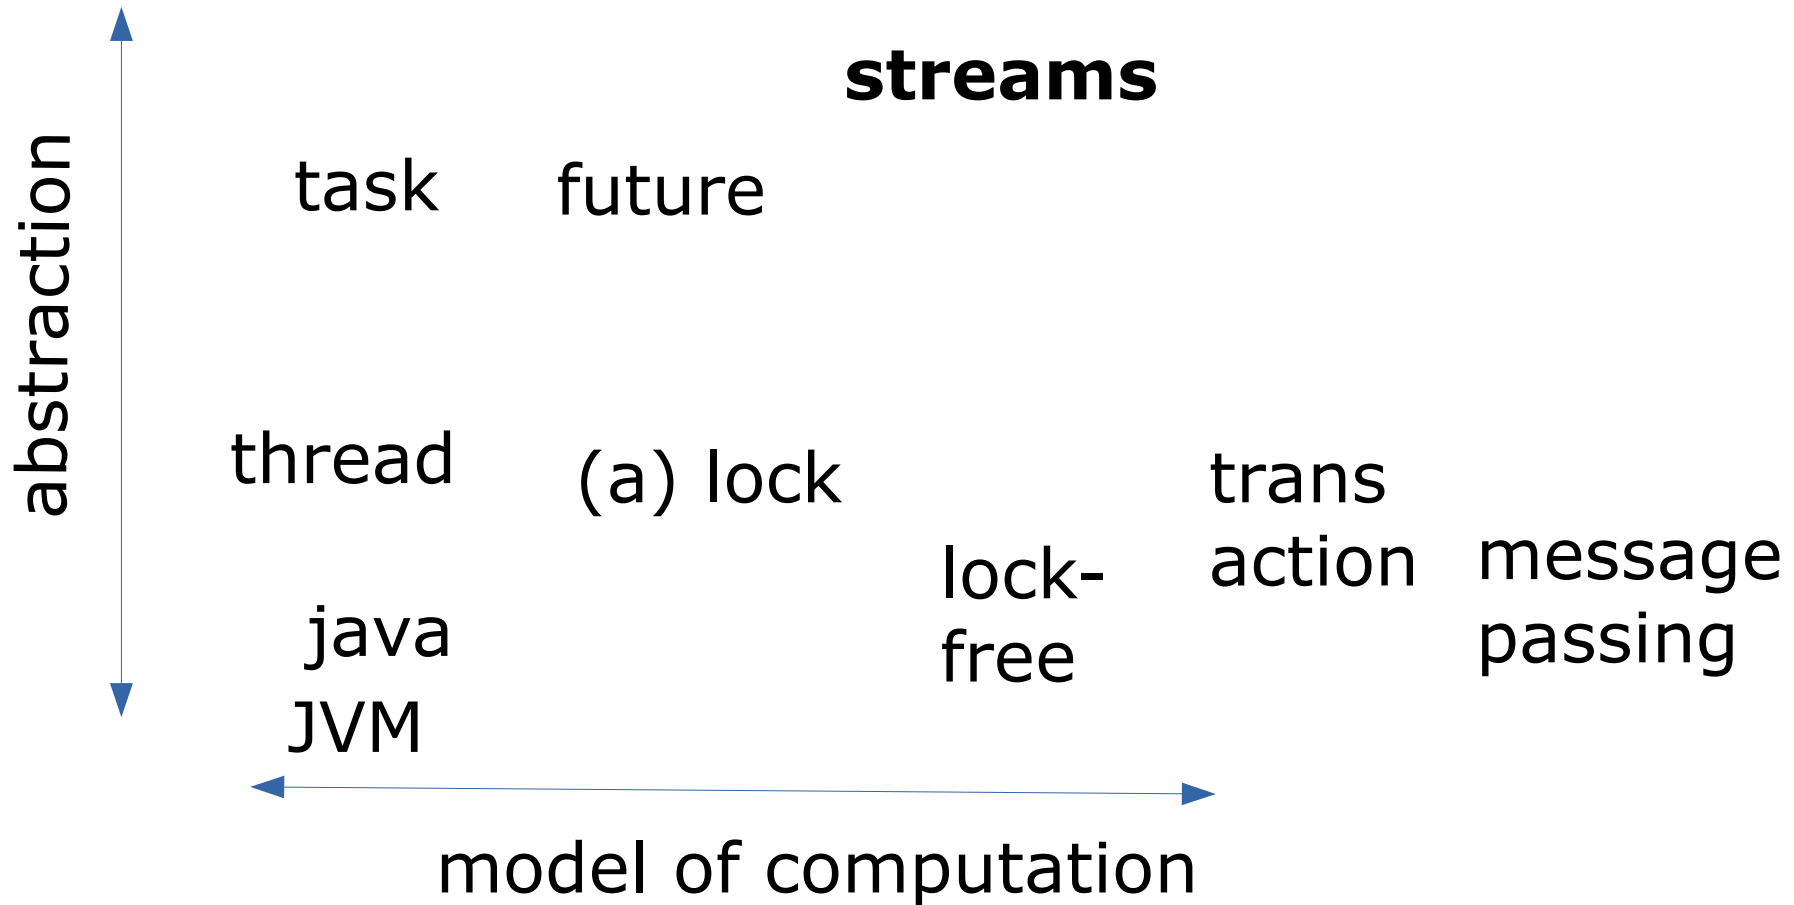 streams
abstraction
task
future
thread
(a) lock
trans
action
lock-
free
message
passing
java
JVM
model of computation